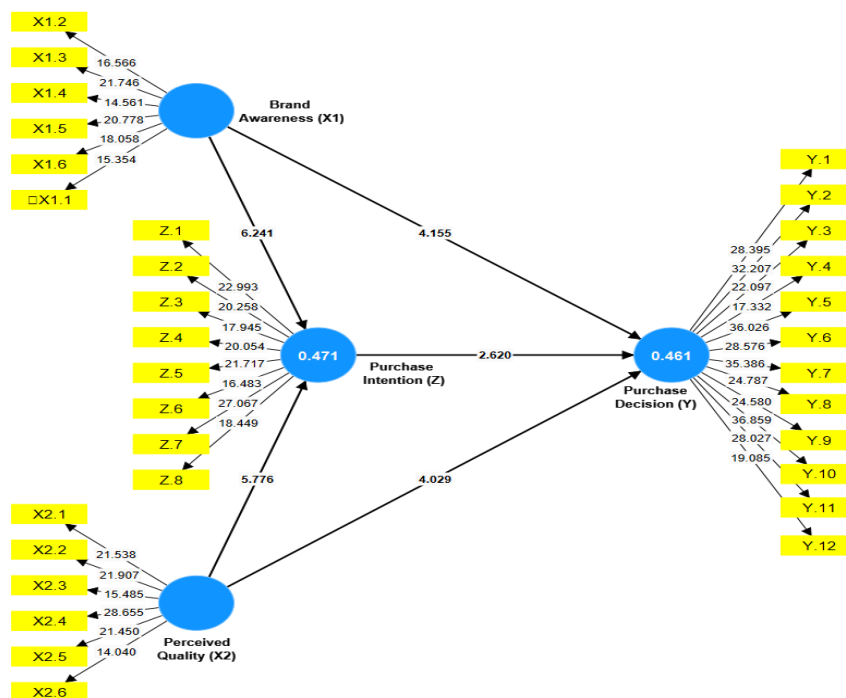 X1.2
X1.3
X1.4
X1.5
X1.6
□X1.1
16.566
21.746
14.561
20.778
18.058
15.354
Brand
Awareness (X1)
6.241
4.155
Z.1
Z.2
Z.3
Z.4
Z.5
Z.6
Z.7
Z.8
22.993
20.258
17.945
20.054
21.717
16.483
27.067
18.449
0.471
Purchase
Intention (Z)
2.620
0.461
Purchase
Decision (Y)
Y.1
Y.2
Y.3
Y.4
Y.5
Y.6
Y.7
Y.8
Y.9
Y.10
Y.11
Y.12
28.395
32.207
22.097
17.332
36.026
28.576
35.386
24.787
24.580
36.859
28.027
19.085
5.776
4.029
X2.1
X2.2
X2.3
X2.4
X2.5
X2.6
21.538
21.907
15.485
28.655
21.450
14.040
Perceived
Quality (X2)